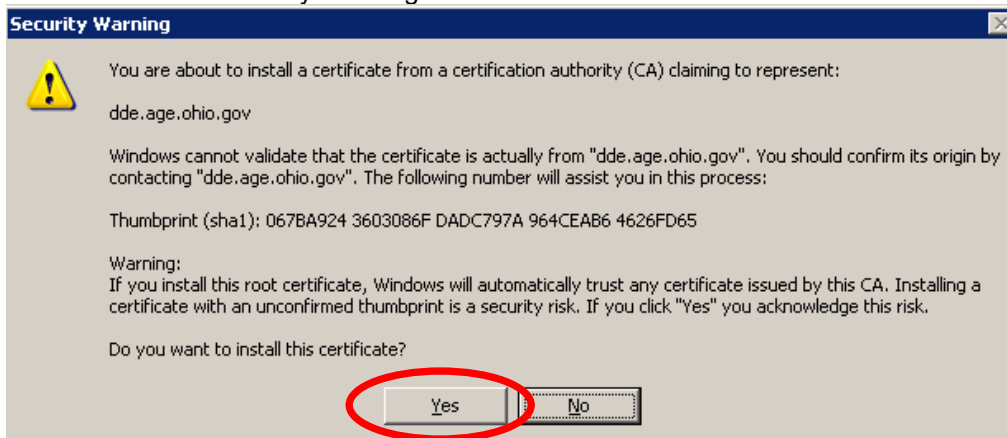 Security Warning
You are about to install a certificate from a certification authority (CA) claiming to represent:
dde.age.ohio.gov
Windows cannot validate that the certificate is actually from "dde.age.ohio.gov". You should confirm its origin by
contacting "dde.age.ohio.gov". The following number will assist you in this process:
Thumbprint (sha1): 067BA924 3603086F DADC797A 964CEAB6 4626FD65
Warning:
If you install this root certificate, Windows will automatically trust any certificate issued by this CA. Installing a
certificate with an unconfirmed thumbprint is a security risk. If you click "Yes" you acknowledge this risk.
Do you want to install this certificate?
Yes No